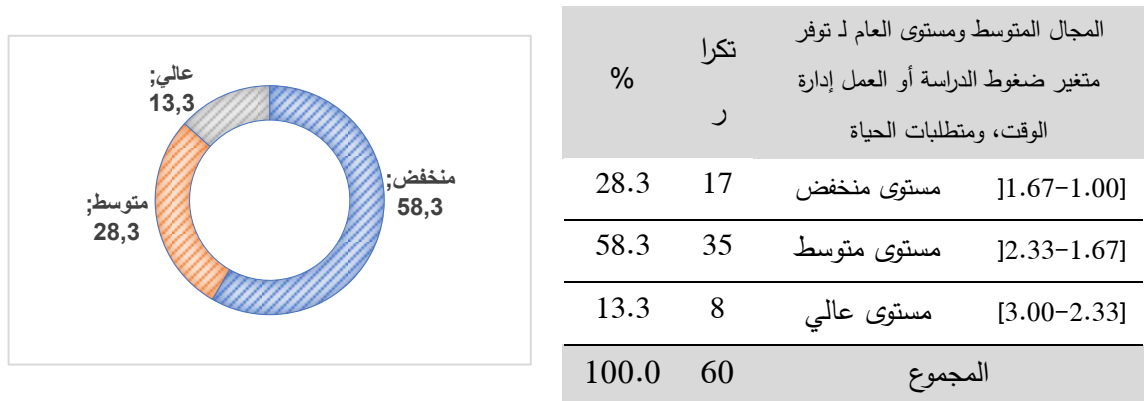 المجال المتوسط ومستوى العام لـ توفر
متغير ضغوط الدراسة أو العمل إدارة
الوقت، ومتطلبات الحياة
تكرا
ر
%
[1.67-1.00[ مستوى منخفض 17 28.3
[2.33-1.67[ مستوى متوسط 35 58.3
[3.00-2.33] مستوى عالي 8 13.3
المجموع 60 100.0
عالي;
13,3
منخفض;
58,3
متوسط;
28,3